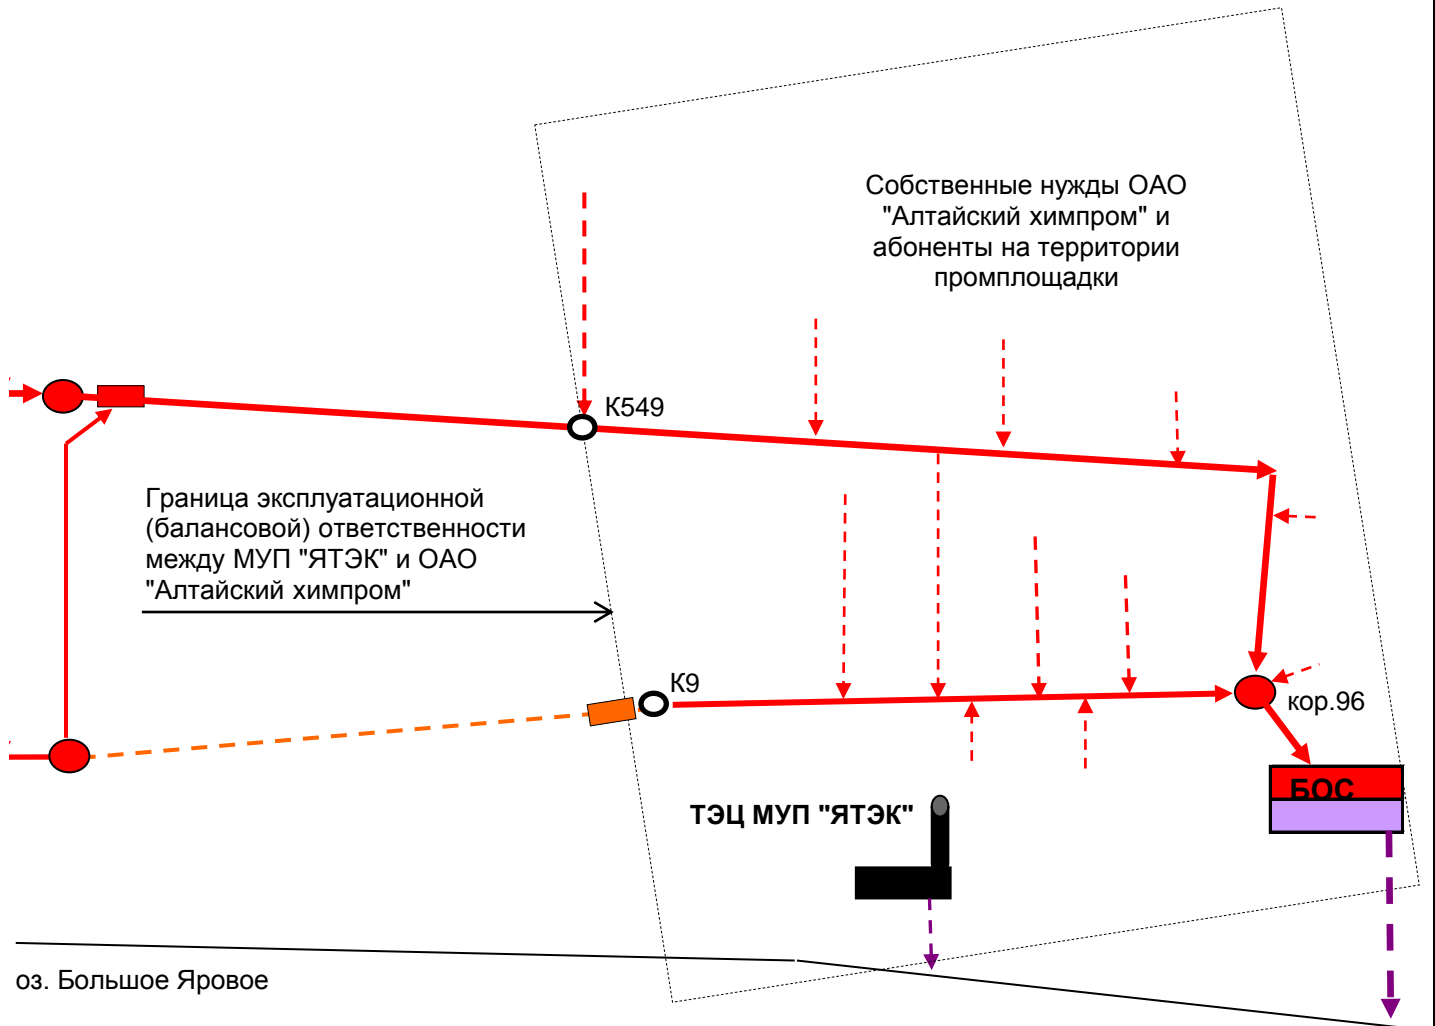 Собственные нужды ОАО
"Алтайский химпром" и
абоненты на территории
промплощадки
К549
Граница эксплуатационной
(балансовой) ответственности
между МУП "ЯТЭК" и ОАО
"Алтайский химпром"
К9
кор.96
БОС
ТЭЦ МУП "ЯТЭК"
оз. Большое Яровое